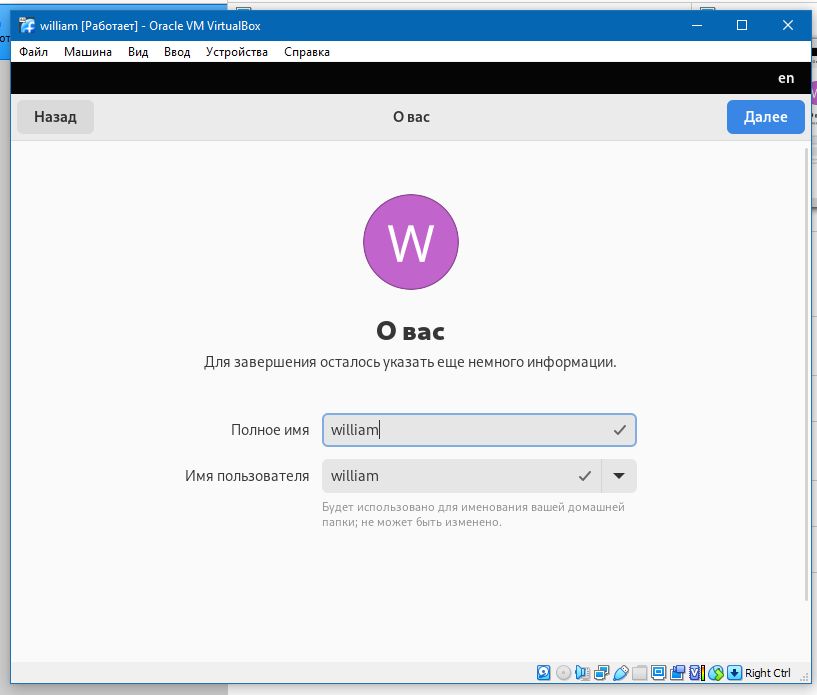 william [Работает] - Oracle VM VirtualBox
Файл Машина Вид Ввод Устройства Справка
en
Назад О вас Далее
W
О вас
Для завершения осталось указать еще немного информации.
Полное имя william
Имя пользователя william
Будет использовано для именования вашей домашней
папки; не может быть изменено.
Right Ctrl